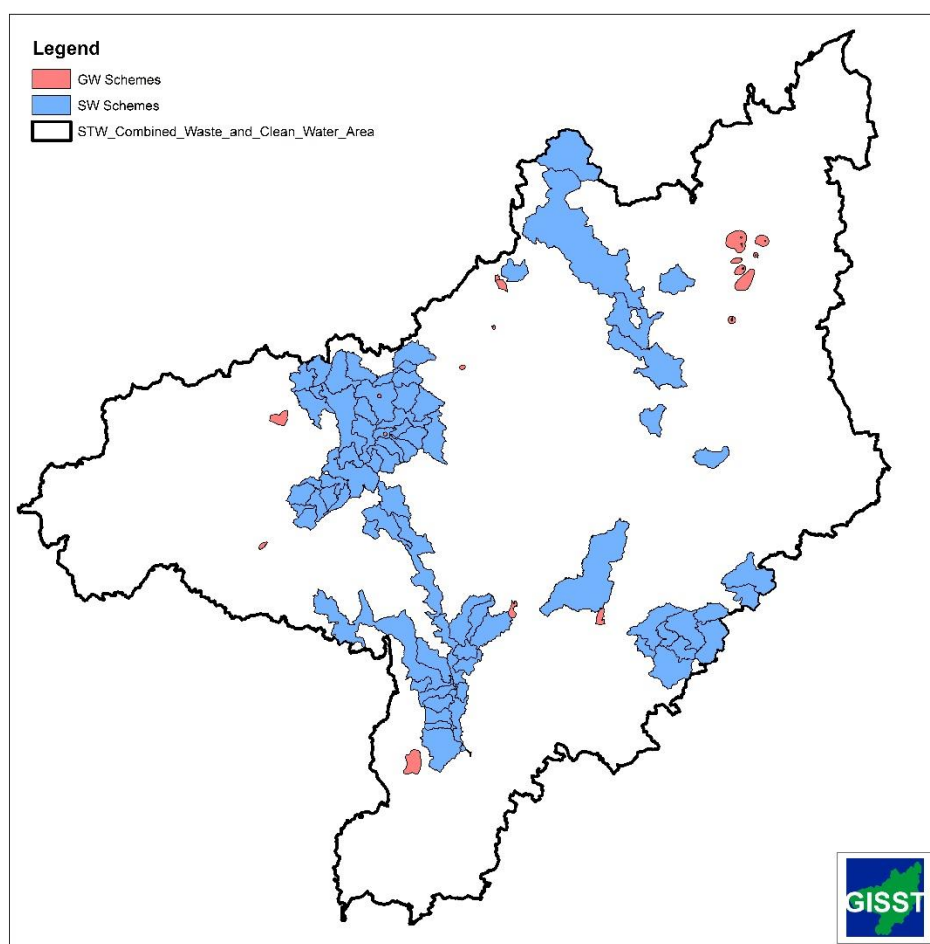 Legend
GW Schemes
SW Schemes
STW_Combined_Waste_and_Clean_Water_Area
GISST